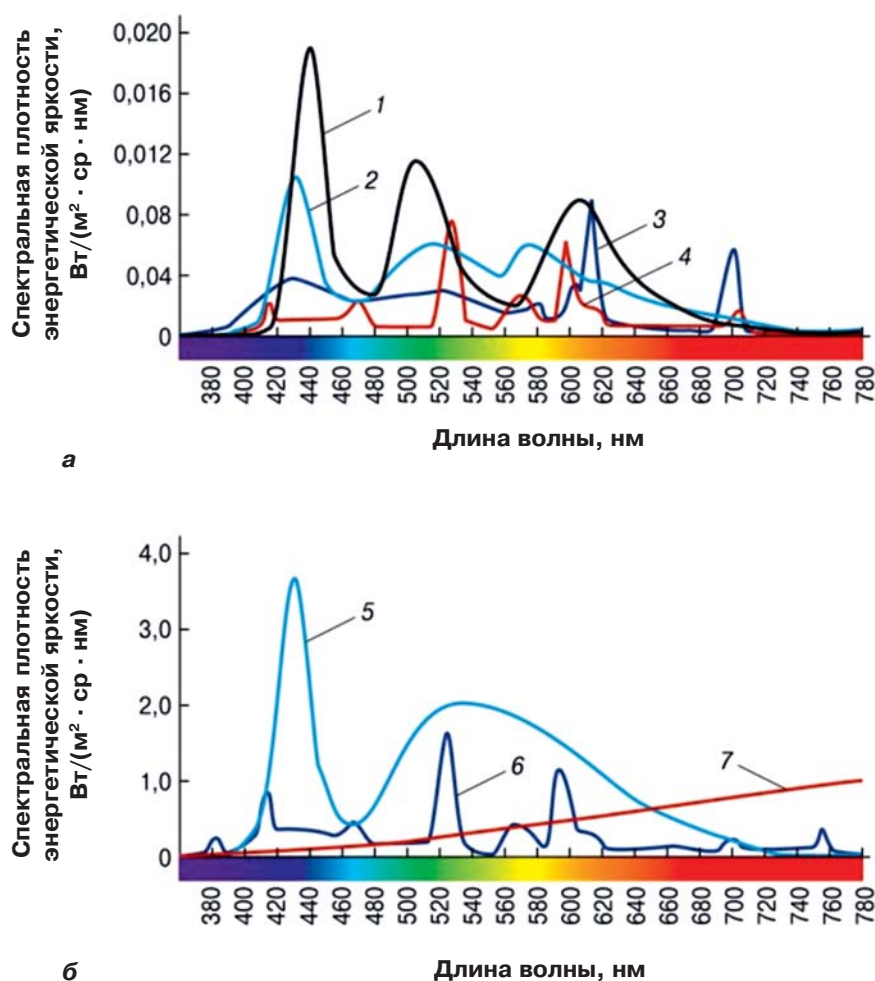 Спектральная плотность
энергетической яркости,
Вт/(м² · ср · нм)
0,020
0,016
0,012
0,08
0,04
0
1
2
3
4
380 400 420 440 460 480 500 520 540 560 580 600 620 640 660 680 700 720 740 760 780
Длина волны, нм
а
Спектральная плотность
энергетической яркости,
Вт/(м² · ср · нм)
4,0
3,0
2,0
1,0
0
5
6
7
380 400 420 440 460 480 500 520 540 560 580 600 620 640 660 680 700 720 740 760 780
Длина волны, нм
б